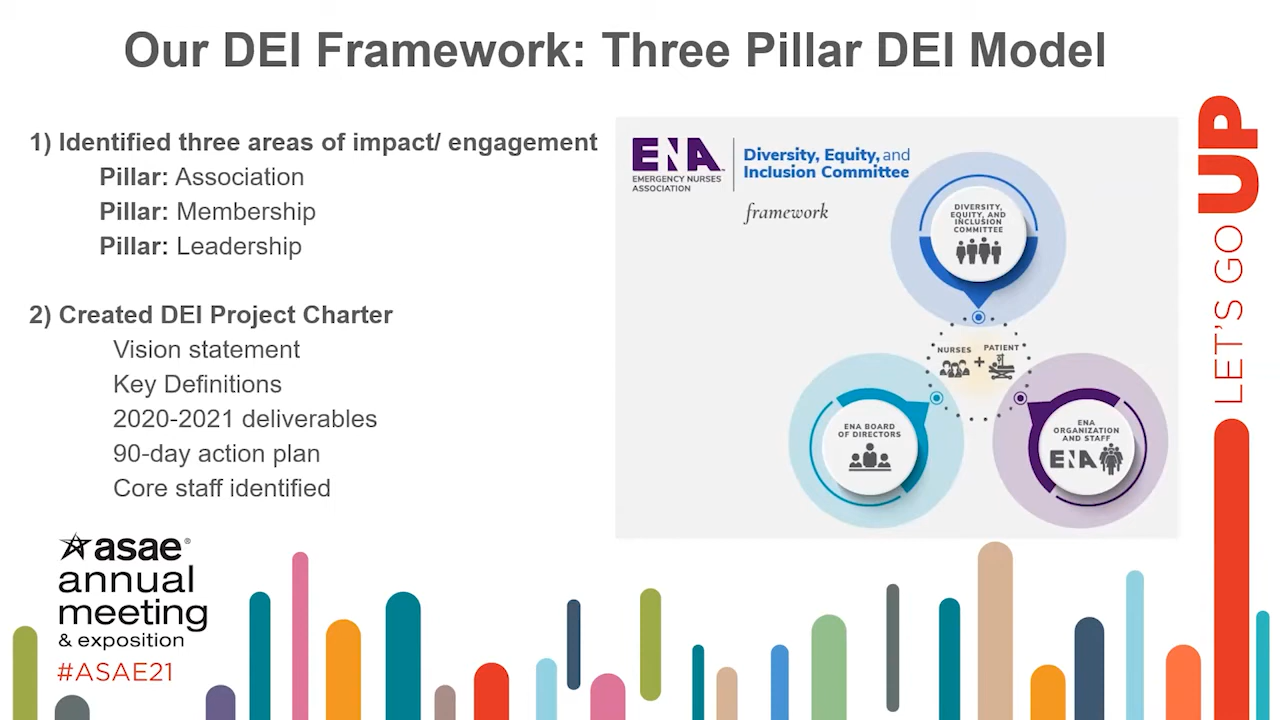 Our DEI Framework: Three Pillar DEI Model
1) Identified three areas of impact/ engagement
Pillar: Association
Pillar: Membership
Pillar: Leadership
2) Created DEI Project Charter
Vision statement
Key Definitions
2020-2021 deliverables
90-day action plan
Core staff identified
ENA
EMERGENCY NURSES
ASSOCIATION
Diversity, Equity, and
Inclusion Committee
framework
DIVERSITY,
EQUITY, AND
INCLUSION
COMMITTEE
NURSES + PATIENT
ENA BOARD
OF DIRECTORS
ENA
ORGANIZATION
AND STAFF
ENA
LET'S GO UP
asae®
annual
meeting
& exposition
#ASAE21